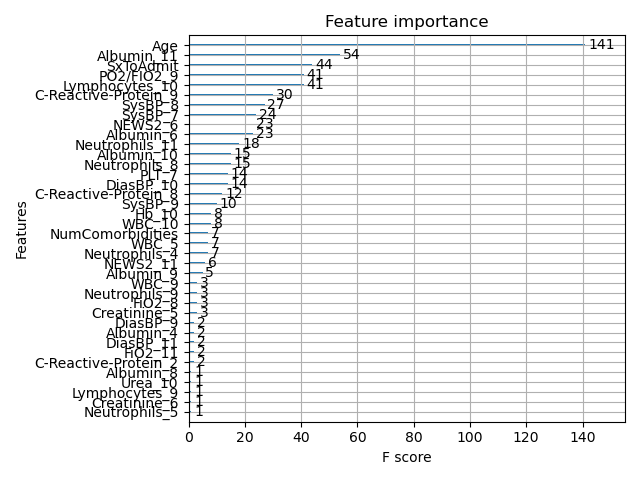 Feature importance
Age 141
Albumin_11 54
SxToAdmit 44
PO2/FIO2_9 41
Lymphocytes_10 41
C-Reactive-Protein_9 30
SysBP_8 27
SysBP_7 24
NEWS2_6 23
Albumin_6 23
Neutrophils_11 18
Albumin_10 15
Neutrophils_8 15
PLT_7 14
DiasBP_10 14
C-Reactive-Protein_8 12
SysBP_9 10
Hb_10 8
WBC_10 8
NumComorbidities 7
WBC_5 7
Neutrophils_4 7
NEWS2_11 6
Albumin_9 5
WBC_9 3
Neutrophils_9 3
FIO2_8 3
Creatinine_5 3
DiasBP_9 2
Albumin_4 2
DiasBP_11 2
FIO2_11 2
C-Reactive-Protein_2 2
Albumin_8 1
Urea_10 1
Lymphocytes_9 1
Creatinine_6 1
Neutrophils_5 1
Features
0 20 40 60 80 100 120 140
F score